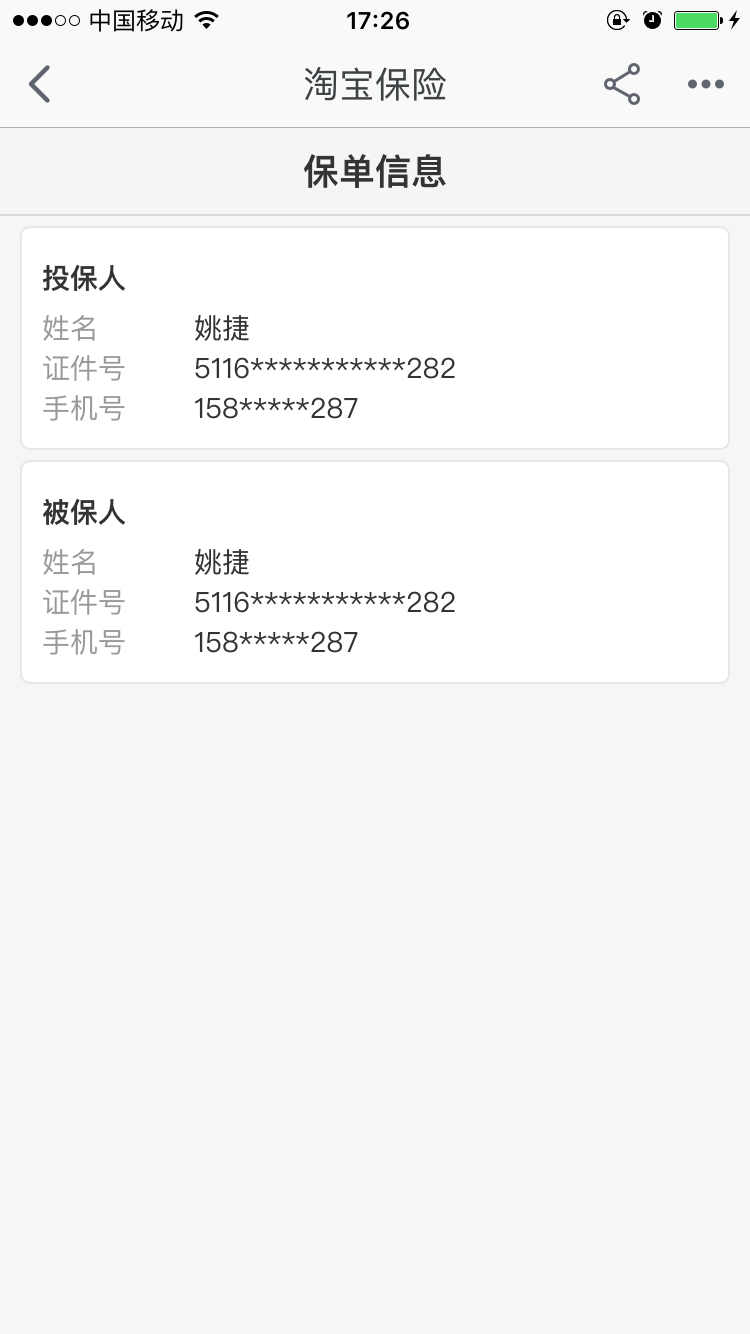 中国移动 17:26
淘宝保险
保单信息
投保人
姓名 姚捷
证件号 5116***********282
手机号 158*****287
被保人
姓名 姚捷
证件号 5116***********282
手机号 158*****287